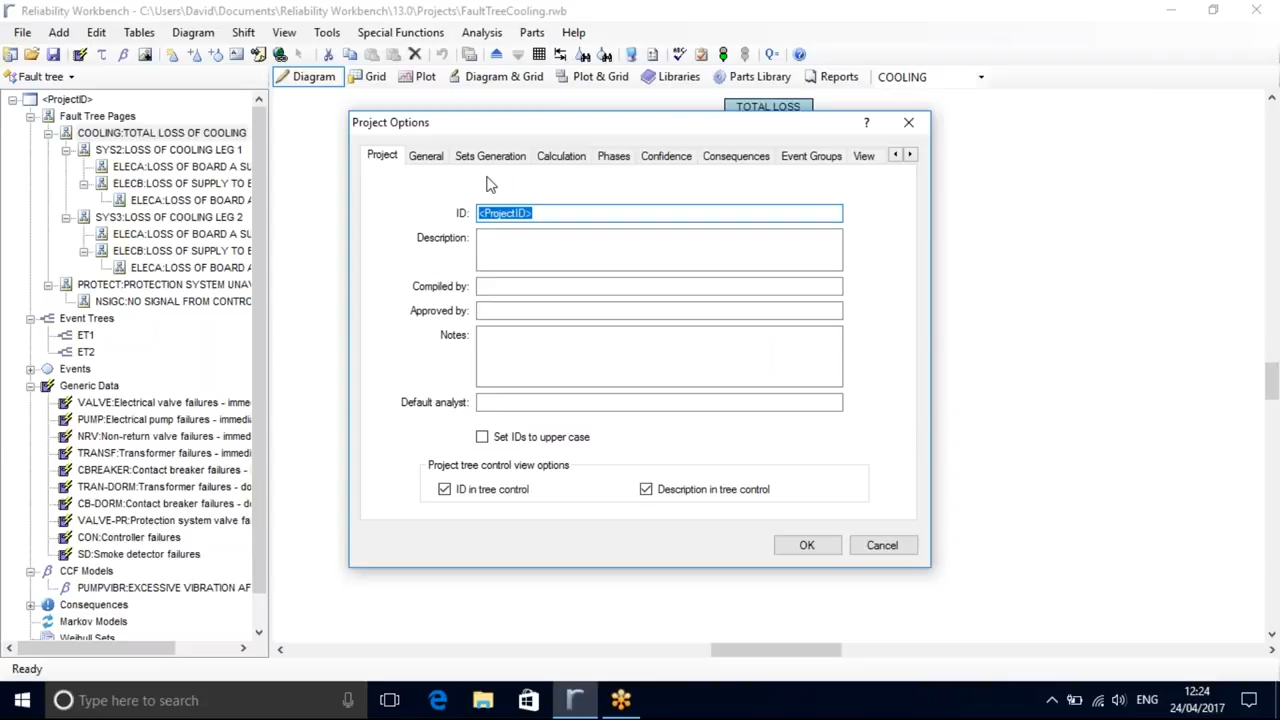 Reliability Workbench - C:\Users\David\Documents\Reliability Workbench\13.0\Projects\FaultTreeCooling.rwb
File Add Edit Tables Diagram Shift View Tools Special Functions Analysis Parts Help
Fault tree
Diagram Grid Plot Diagram & Grid Plot & Grid Libraries Parts Library Reports COOLING
<ProjectID>
Fault Tree Pages
COOLING:TOTAL LOSS OF COOLING
SYS2:LOSS OF COOLING LEG 1
ELECA:LOSS OF BOARD A SU
ELECB:LOSS OF SUPPLY TO E
ELECA:LOSS OF BOARD A
SYS3:LOSS OF COOLING LEG 2
ELECA:LOSS OF BOARD A SU
ELECB:LOSS OF SUPPLY TO E
ELECA:LOSS OF BOARD A
PROTECT:PROTECTION SYSTEM UNAV
NSIGC:NO SIGNAL FROM CONTRO
Event Trees
ET1
ET2
Events
Generic Data
VALVE:Electrical valve failures - imme
PUMP:Electrical pump failures - immedi
NRV:Non-return valve failures - immed
TRANSF:Transformer failures - immedi
CBREAKER:Contact breaker failures -
TRAN-DORM:Transformer failures - do
CB-DORM:Contact breaker failures - d
VALVE-PR:Protection system valve fa
CON:Controller failures
SD:Smoke detector failures
CCF Models
PUMPVIBR:EXCESSIVE VIBRATION AF
Consequences
Markov Models
Weibull Sets
TOTAL LOSS
Project Options
Project General Sets Generation Calculation Phases Confidence Consequences Event Groups View
ID: <ProjectID>
Description:
Compiled by:
Approved by:
Notes:
Default analyst:
Set IDs to upper case
Project tree control view options
ID in tree control Description in tree control
OK Cancel
Ready
Type here to search
ENG
12:24
24/04/2017